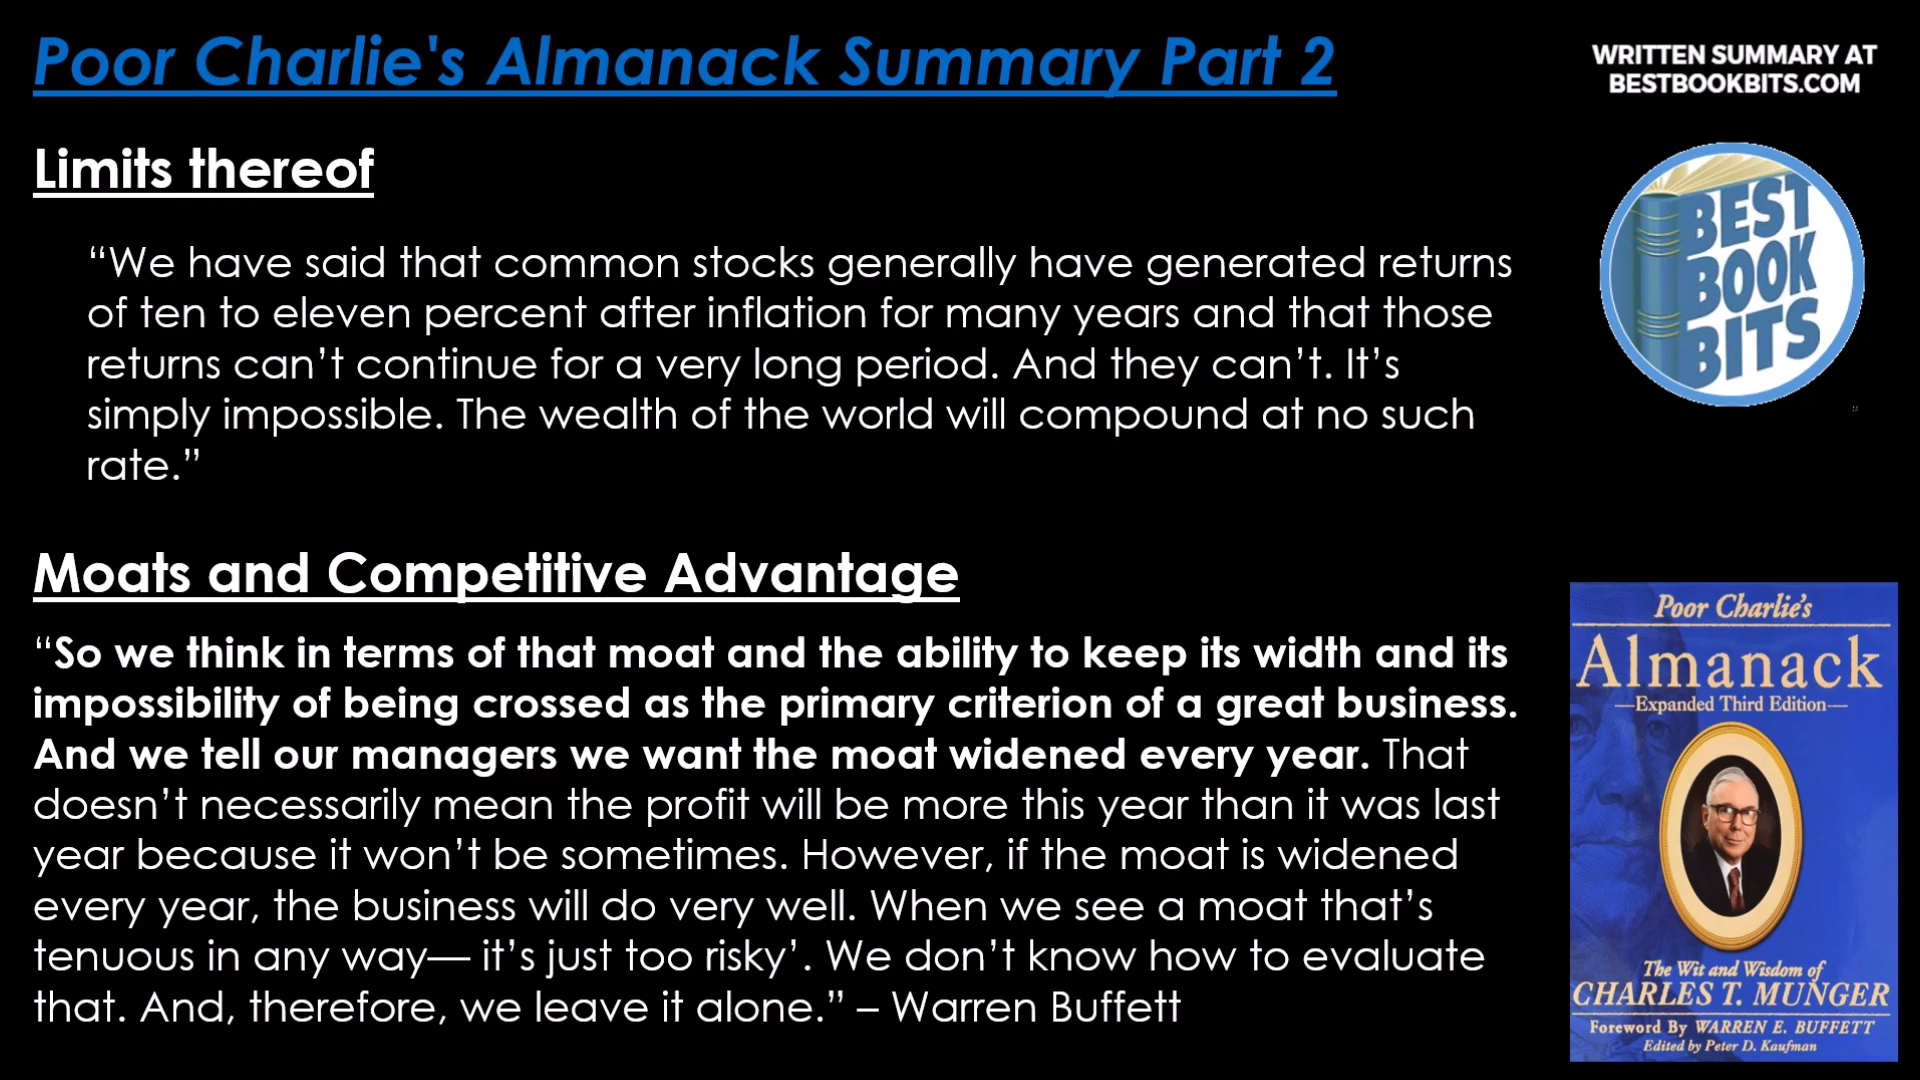 Poor Charlie's Almanack Summary Part 2
WRITTEN SUMMARY AT
BESTBOOKBITS.COM
Limits thereof
“We have said that common stocks generally have generated returns
of ten to eleven percent after inflation for many years and that those
returns can’t continue for a very long period. And they can’t. It’s
simply impossible. The wealth of the world will compound at no such
rate.”
BEST
BOOK
BITS
Moats and Competitive Advantage
“So we think in terms of that moat and the ability to keep its width and its
impossibility of being crossed as the primary criterion of a great business.
And we tell our managers we want the moat widened every year. That
doesn’t necessarily mean the profit will be more this year than it was last
year because it won’t be sometimes. However, if the moat is widened
every year, the business will do very well. When we see a moat that’s
tenuous in any way— it’s just too risky’. We don’t know how to evaluate
that. And, therefore, we leave it alone.” – Warren Buffett
Poor Charlie’s
Almanack
—Expanded Third Edition—
The Wit and Wisdom of
CHARLES T. MUNGER
Foreword By WARREN E. BUFFETT
Edited by Peter D. Kaufman